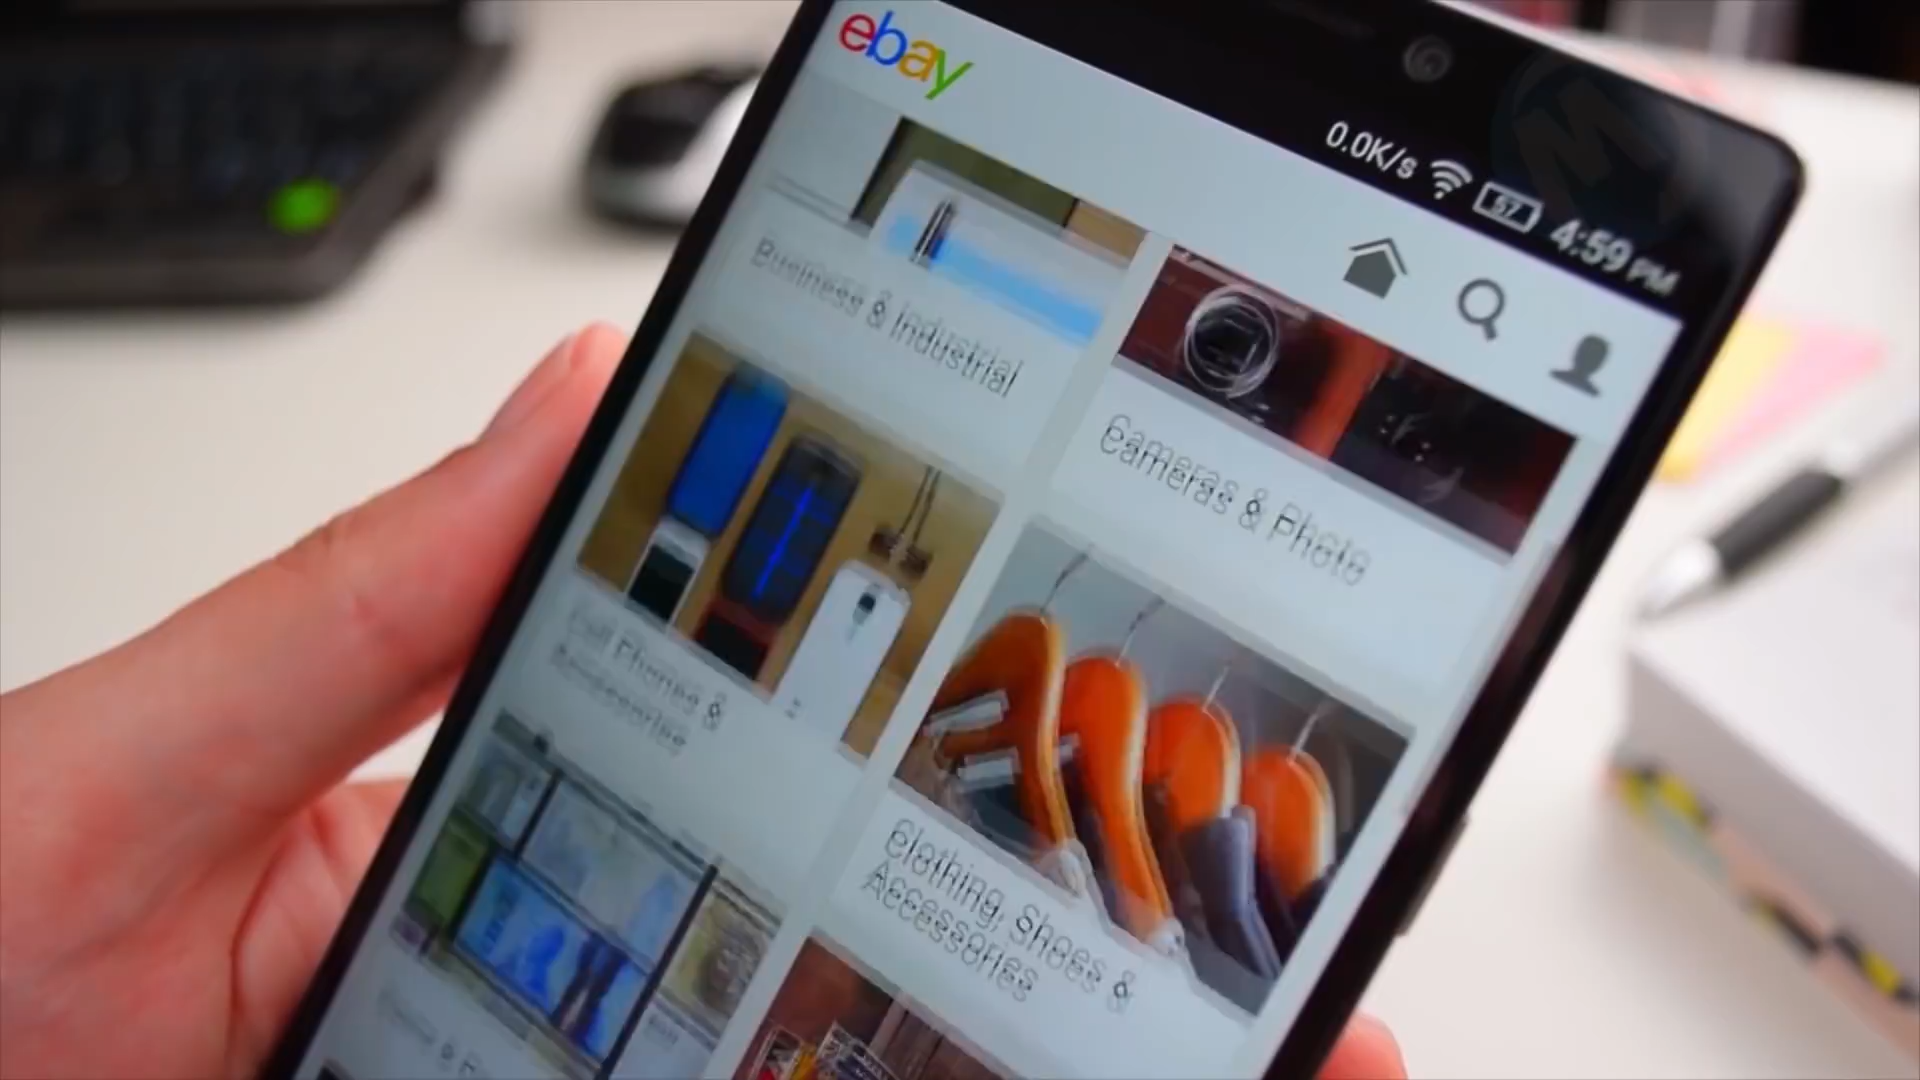 ebay
0.0K/s 57 4:59 PM
Business & Industrial
Cameras & Photo
Cell Phones &
Accessories
Clothing, Shoes &
Accessories
M